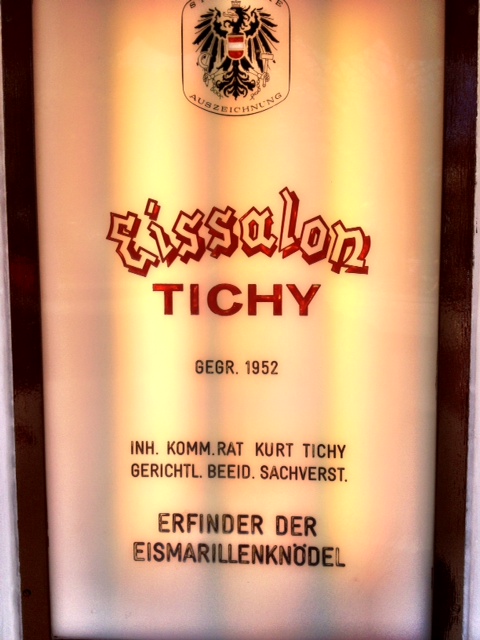 AUSZEICHNUNG
Eissalon
TICHY
GEGR. 1952
INH. KOMM.RAT KURT TICHY
GERICHTL. BEEID. SACHVERST.
ERFINDER DER
EISMARILLENKNÖDEL